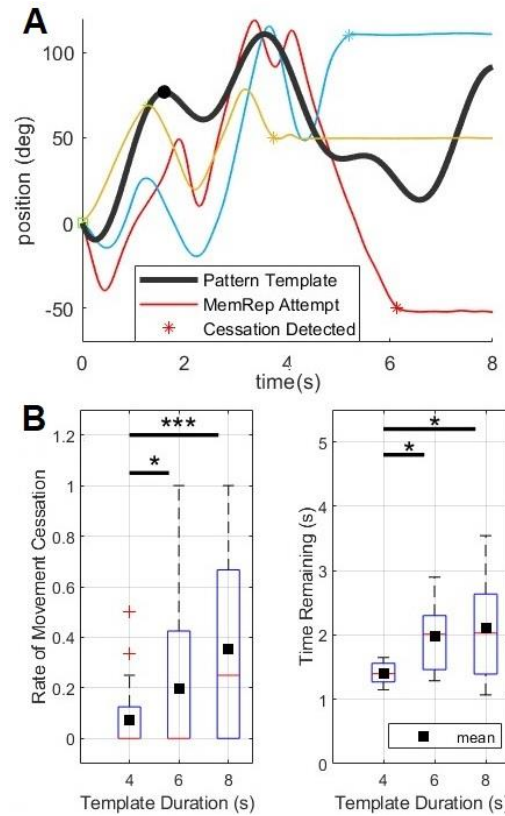 A
100
50
0
-50
position (deg)
Pattern Template
MemRep Attempt
Cessation Detected
0 2 4 6 8
time(s)
B
***
*
1.2
1
0.8
0.6
0.4
0.2
0
Rate of Movement Cessation
4 6 8
Template Duration (s)
*
*
5
4
3
2
1
0
Time Remaining (s)
mean
4 6 8
Template Duration (s)